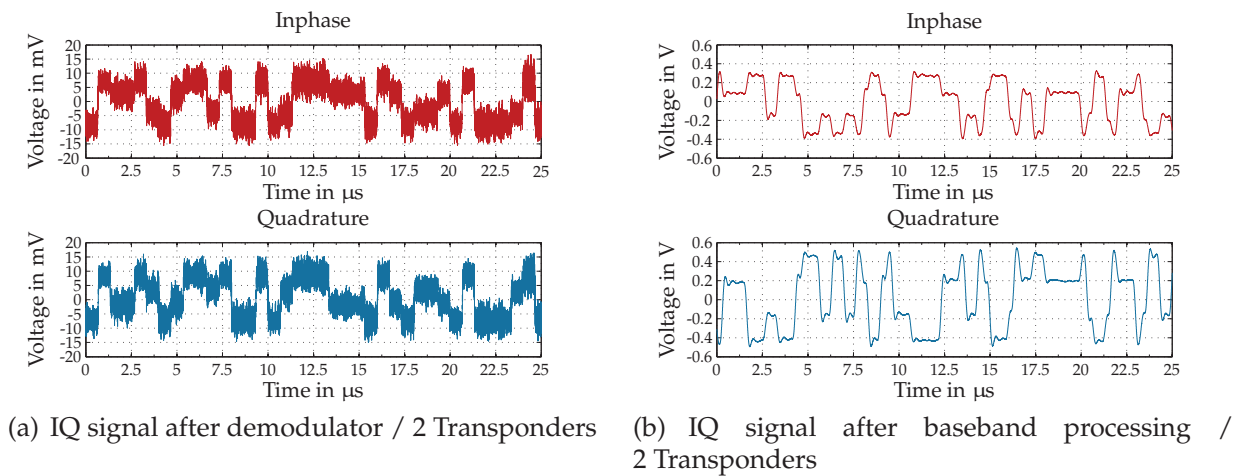 Inphase
Voltage in mV
20
15
10
5
0
-5
-10
-15
-20
0 2.5 5 7.5 10 12.5 15 17.5 20 22.5 25
Time in µs
Quadrature
Voltage in mV
20
15
10
5
0
-5
-10
-15
-20
0 2.5 5 7.5 10 12.5 15 17.5 20 22.5 25
Time in µs
(a) IQ signal after demodulator / 2 Transponders
Inphase
Voltage in V
0.6
0.4
0.2
0
-0.2
-0.4
-0.6
0 2.5 5 7.5 10 12.5 15 17.5 20 22.5 25
Time in µs
Quadrature
Voltage in V
0.6
0.4
0.2
0
-0.2
-0.4
-0.6
0 2.5 5 7.5 10 12.5 15 17.5 20 22.5 25
Time in µs
(b) IQ signal after baseband processing /
2 Transponders